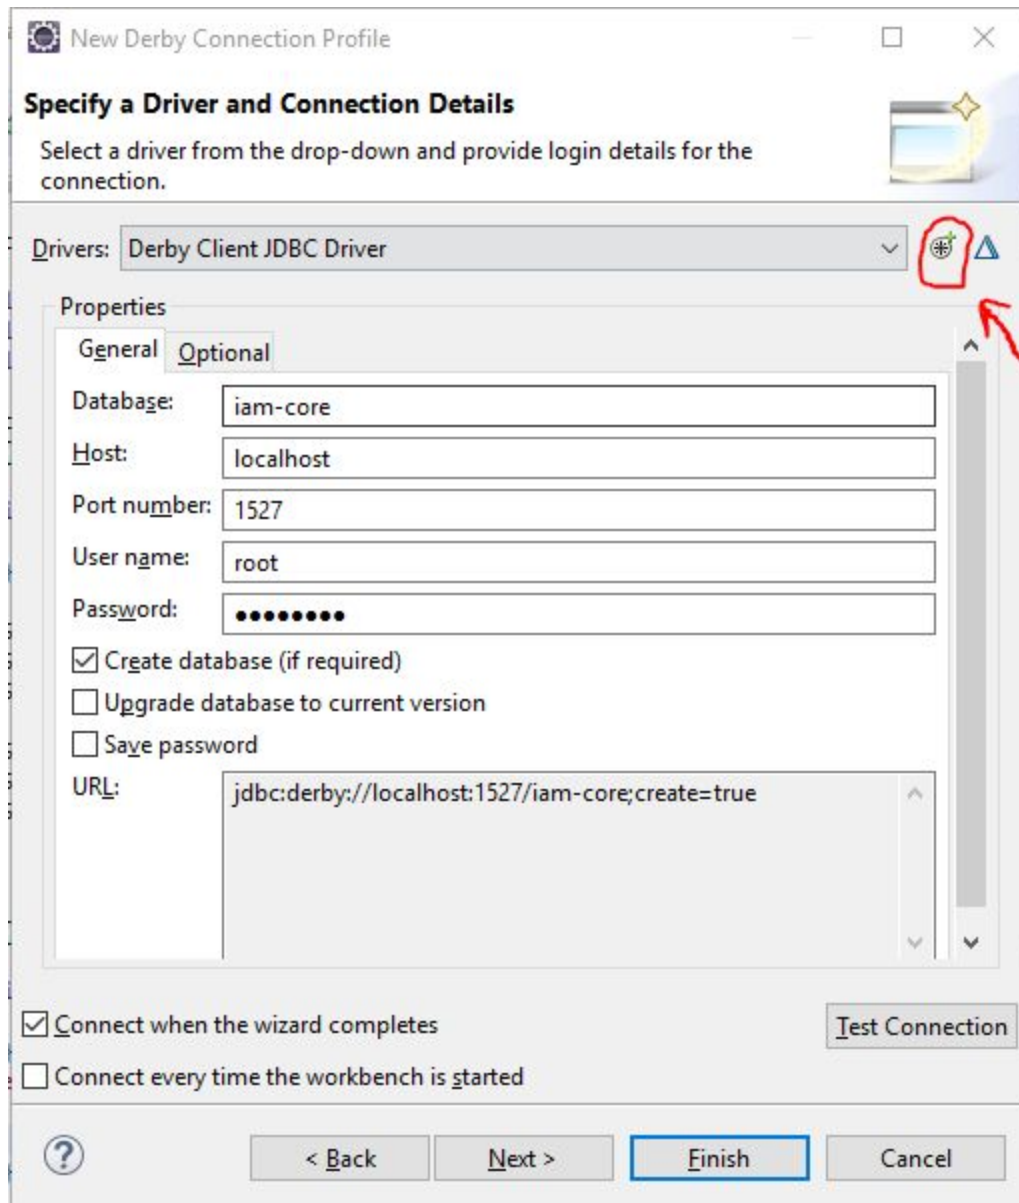 New Derby Connection Profile
Specify a Driver and Connection Details
Select a driver from the drop-down and provide login details for the
connection.
Drivers: Derby Client JDBC Driver
Properties
General Optional
Database: iam-core
Host: localhost
Port number: 1527
User name: root
Password: ●●●●●●●●
Create database (if required)
Upgrade database to current version
Save password
URL: jdbc:derby://localhost:1527/iam-core;create=true
Connect when the wizard completes
Test Connection
Connect every time the workbench is started
? < Back Next > Finish Cancel